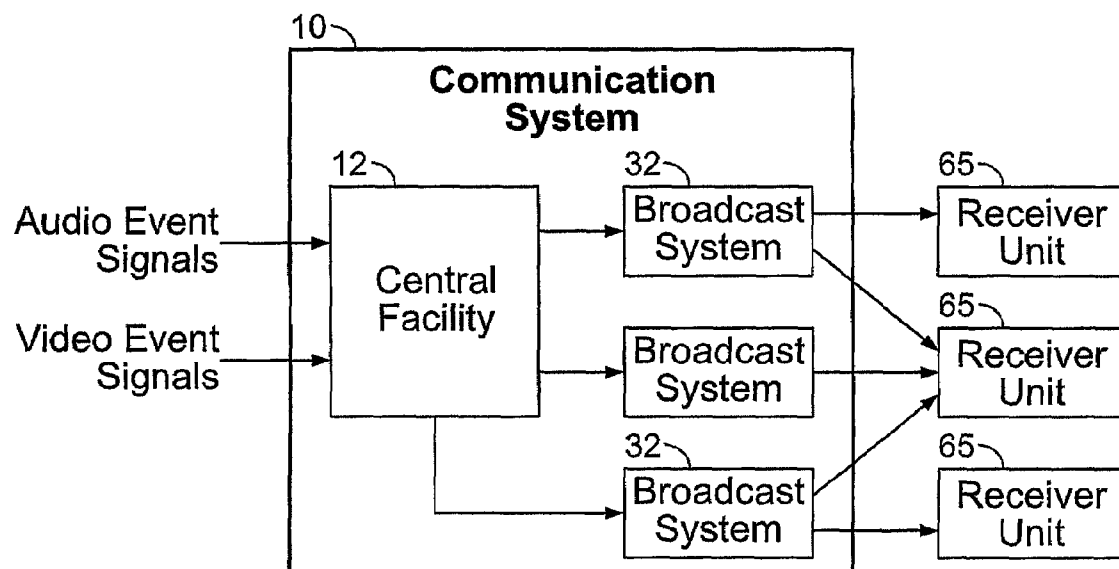 10
Communication
System
12
32
65
Audio Event
Signals
Broadcast
System
Receiver
Unit
Central
Facility
65
Video Event
Signals
Broadcast
System
Receiver
Unit
32
65
Broadcast
System
Receiver
Unit